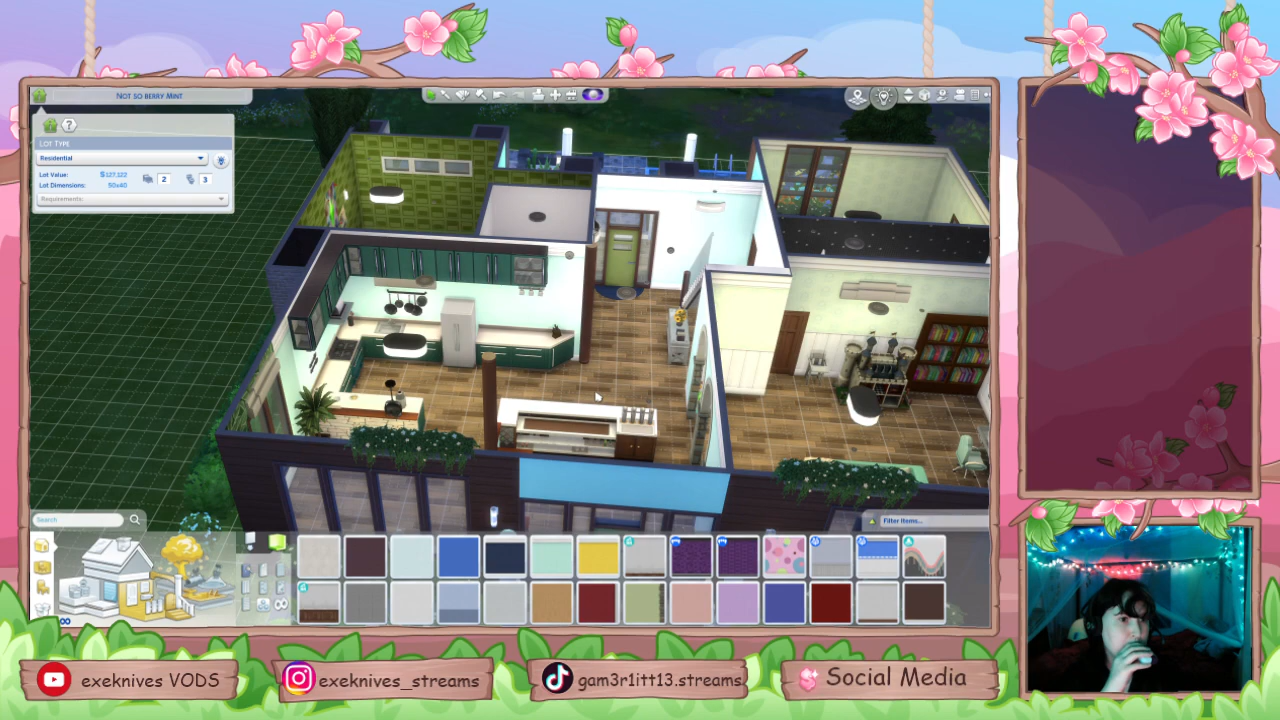 NOT SO BERRY MINT
?
LOT TYPE
Residential
Lot Value: $127,122
2
3
Lot Dimensions: 50x40
Requirements:
Search
Filter Items...
exeknives VODS
exeknives_streams
gam3r1itt13.streams
Social Media